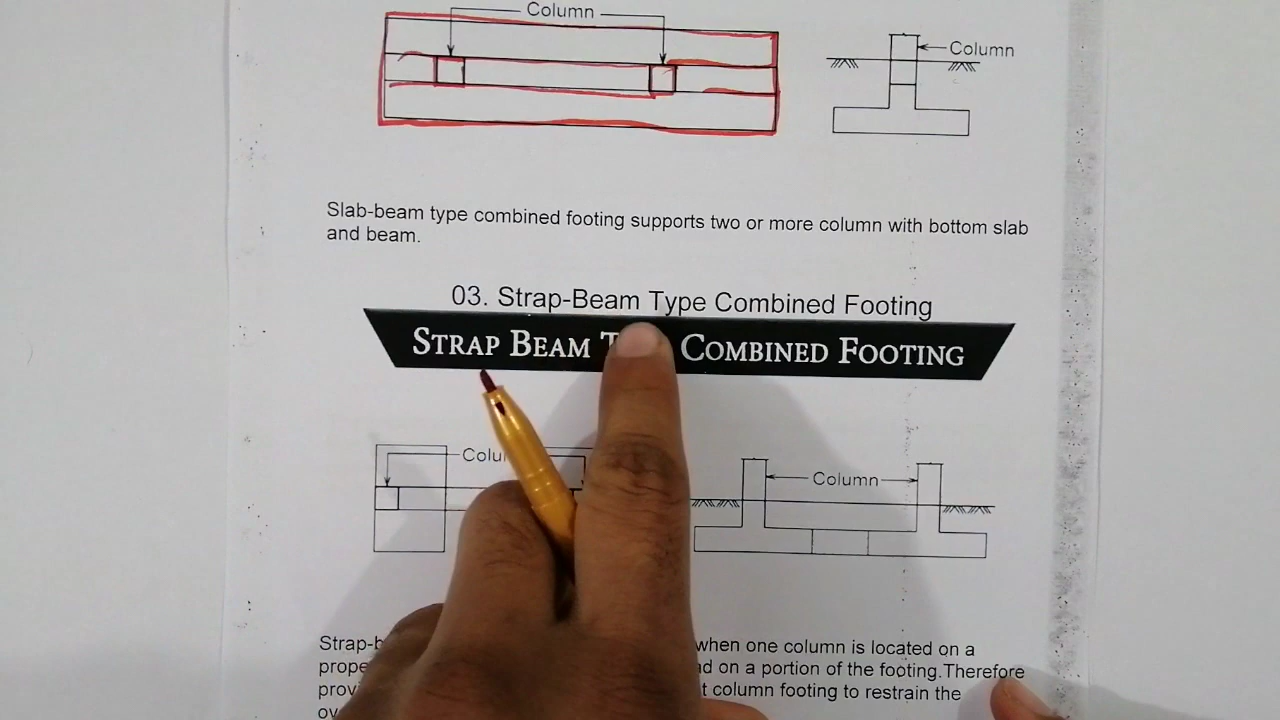 Column
Column
Slab-beam type combined footing supports two or more column with bottom slab
and beam.
03. Strap-Beam Type Combined Footing
STRAP BEAM COMBINED FOOTING
Column
when one column is located on a
on a portion of the footing.Therefore
column footing to restrain the